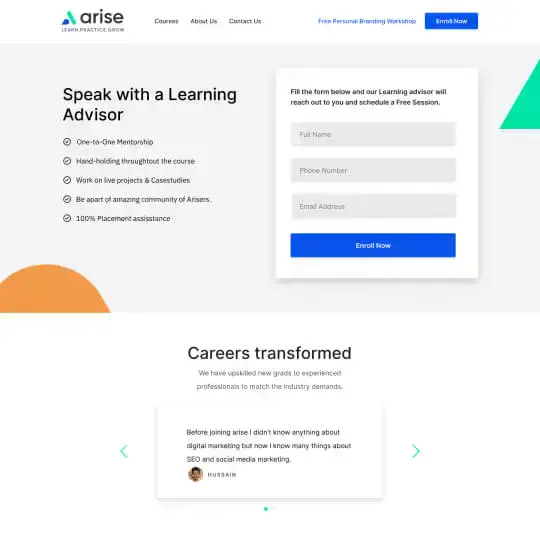 arise
LEARN.PRACTICE.GROW
Courses About Us Contact Us
Free Personal Branding Workshop
Enroll Now
Speak with a Learning
Advisor
One-to-One Mentorship
Hand-holding throughtout the course
Work on live projects & Casestudies
Be apart of amazing community of Arisers.
100% Placement assisstance
Fill the form below and our Learning advisor will
reach out to you and schedule a Free Session.
Full Name
Phone Number
Email Address
Enroll Now
Careers transformed
We have upskilled new grads to experienced
professionals to match the industry demands.
Before joining arise I didn't know anything about
digital marketing but now I know many things about
SEO and social media marketing.
HUSSAIN